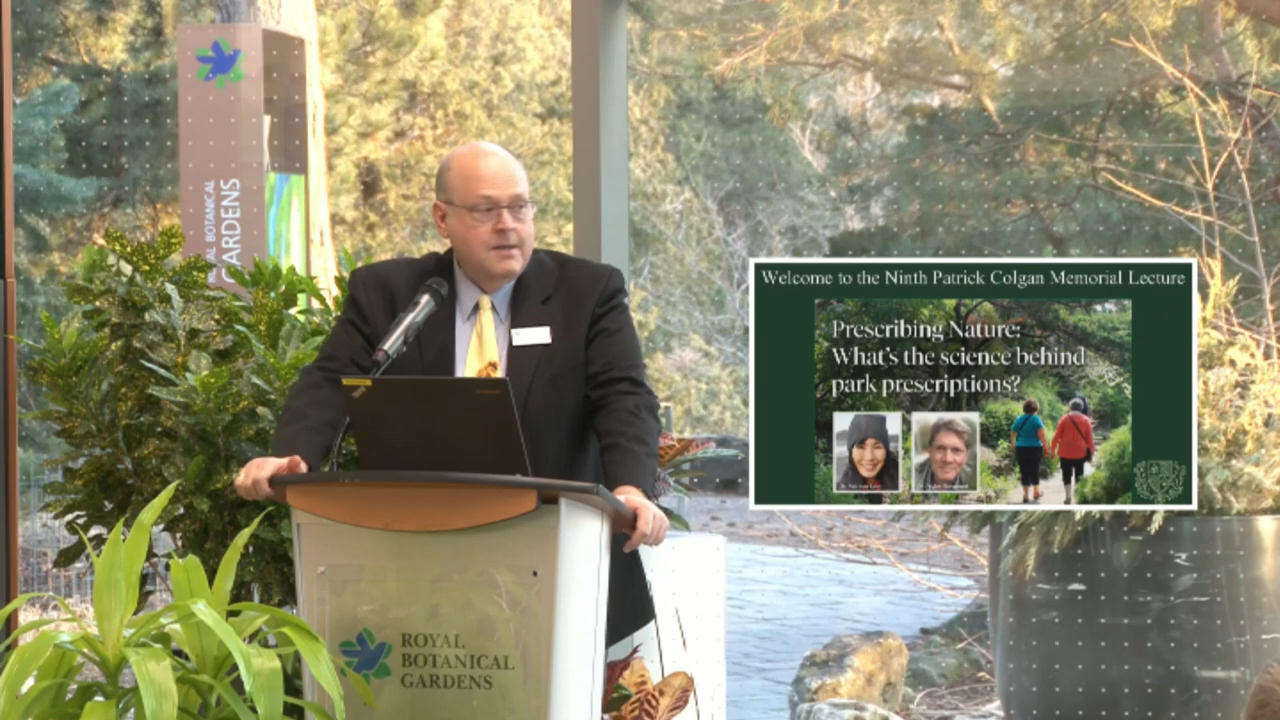 ROYAL BOTANICAL
GARDENS
Welcome to the Ninth Patrick Colgan Memorial Lecture
Prescribing Nature:
What's the science behind
park prescriptions?
ROYAL
BOTANICAL
GARDENS